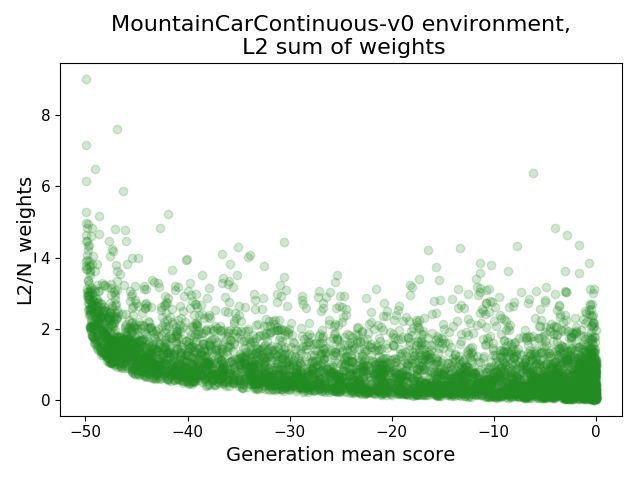 MountainCarContinuous-v0 environment,
L2 sum of weights
L2/N_weights
8
6
4
2
0
−50
−40
−30
−20
−10
0
Generation mean score